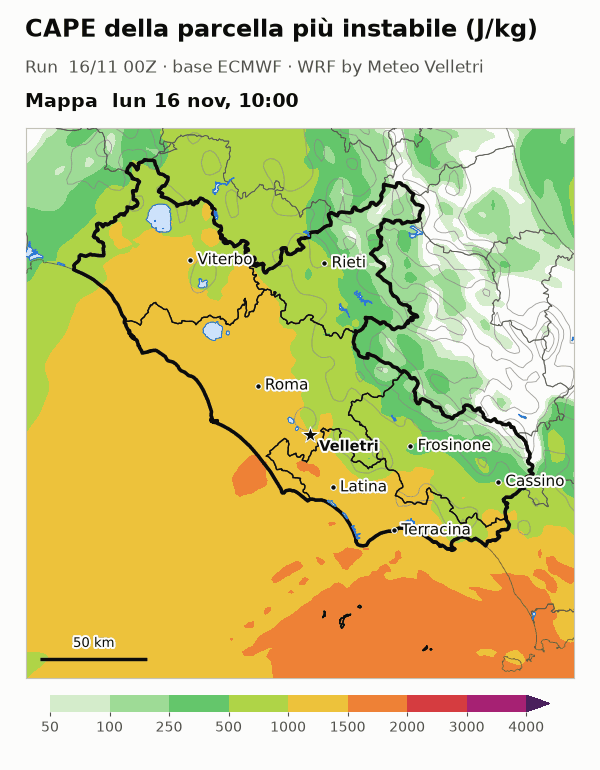 CAPE della parcella più instabile (J/kg)
Run  16/11 00Z · base ECMWF · WRF by Meteo Velletri
Mappa  lun 16 nov, 10:00
Viterbo
Rieti
Roma
Velletri
Frosinone
Cassino
Latina
Terracina
50 km
50 100 250 500 1000 1500 2000 3000 4000